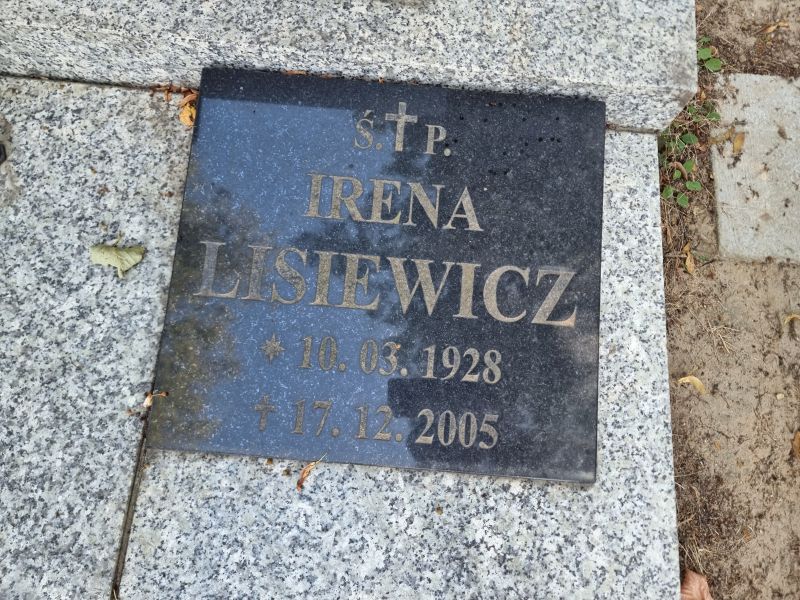 Ś.†P.
IRENA
LISIEWICZ
* 10. 03. 1928
† 17. 12. 2005